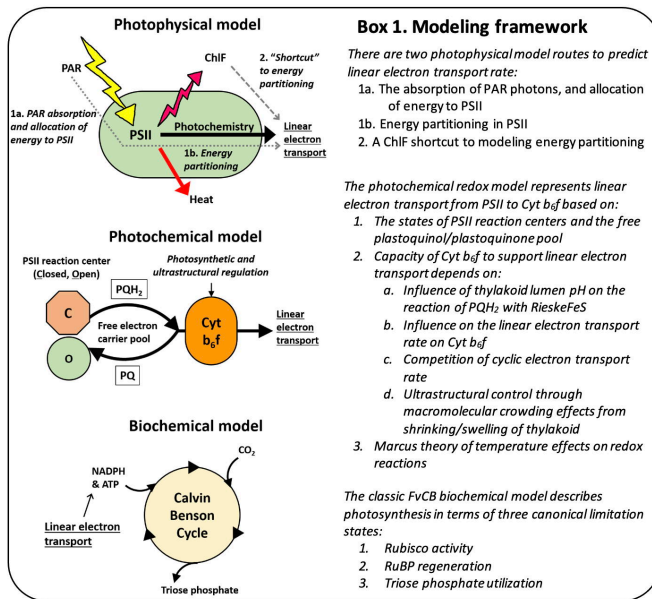 Photophysical model
PAR
ChlF
2. “Shortcut”
to energy
partitioning
1a. PAR absorption
and allocation of
energy to PSII
PSII
Photochemistry
1b. Energy
partitioning
Linear
electron
transport
Heat
Photochemical model
PSII reaction center
(Closed, Open)
Photosynthetic and
ultrastructural regulation
PQH2
C
Free electron
carrier pool
O
PQ
Cyt
b6f
Linear
electron
transport
Biochemical model
NADPH
& ATP
CO2
Calvin
Benson
Cycle
Linear electron
transport
Triose phosphate
Box 1. Modeling framework
There are two photophysical model routes to predict
linear electron transport rate:
1a. The absorption of PAR photons, and allocation
of energy to PSII
1b. Energy partitioning in PSII
2. A ChlF shortcut to modeling energy partitioning
The photochemical redox model represents linear
electron transport from PSII to Cyt b6f based on:
1. The states of PSII reaction centers and the free
plastoquinol/plastoquinone pool
2. Capacity of Cyt b6f to support linear electron
transport depends on:
a. Influence of thylakoid lumen pH on the
reaction of PQH2 with RieskeFeS
b. Influence on the linear electron transport
rate on Cyt b6f
c. Competition of cyclic electron transport
rate
d. Ultrastructural control through
macromolecular crowding effects from
shrinking/swelling of thylakoid
3. Marcus theory of temperature effects on redox
reactions
The classic FvCB biochemical model describes
photosynthesis in terms of three canonical limitation
states:
1. Rubisco activity
2. RuBP regeneration
3. Triose phosphate utilization